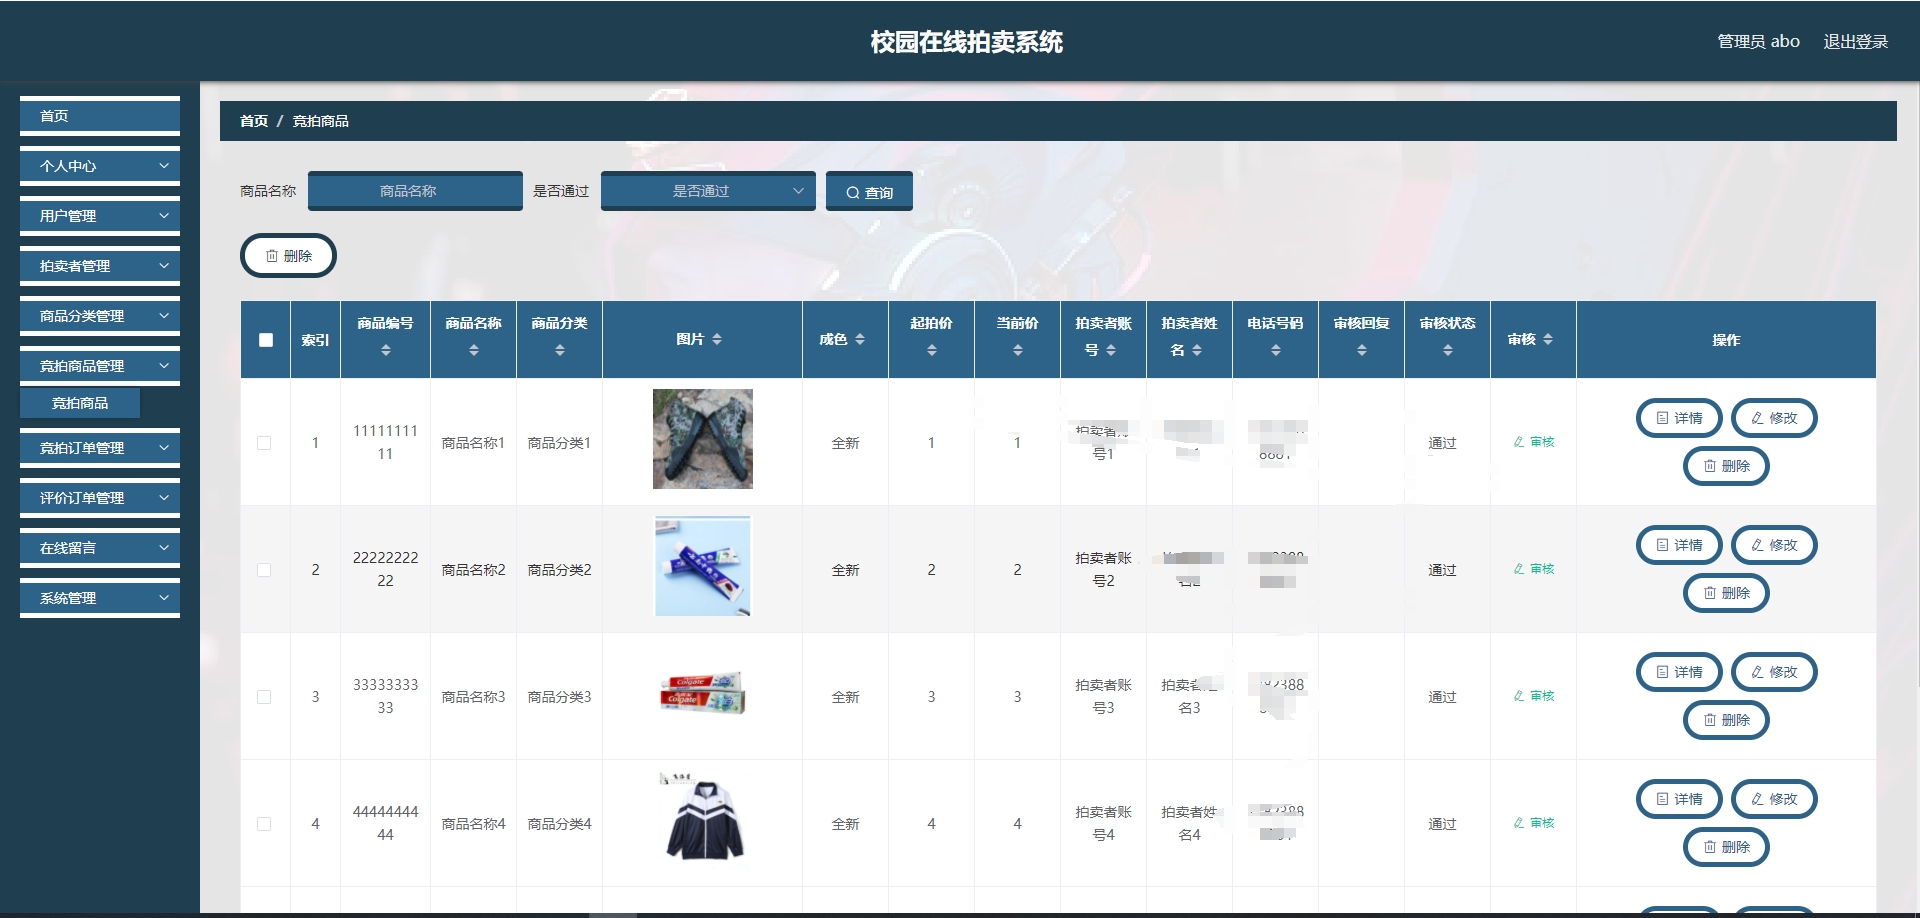 校园在线拍卖系统
管理员 abo
退出登录
首页
个人中心
用户管理
拍卖者管理
商品分类管理
竞拍商品管理
竞拍商品
竞拍订单管理
评价订单管理
在线留言
系统管理
首页 / 竞拍商品
商品名称 商品名称 是否通过 是否通过 查询
删除
索引 商品编号 商品名称 商品分类 图片 成色 起拍价 当前价 拍卖者账号 拍卖者姓名 电话号码 审核回复 审核状态 审核 操作
1 1111111111 商品名称1 商品分类1 全新 1 1 拍卖者账号1 通过 审核 详情 修改 删除
2 2222222222 商品名称2 商品分类2 全新 2 2 拍卖者账号2 通过 审核 详情 修改 删除
3 3333333333 商品名称3 商品分类3 Colgate Colgate 全新 3 3 拍卖者账号3 名3 通过 审核 详情 修改 删除
4 4444444444 商品名称4 商品分类4 全新 4 4 拍卖者账号4 拍卖者姓名4 通过 审核 详情 修改 删除